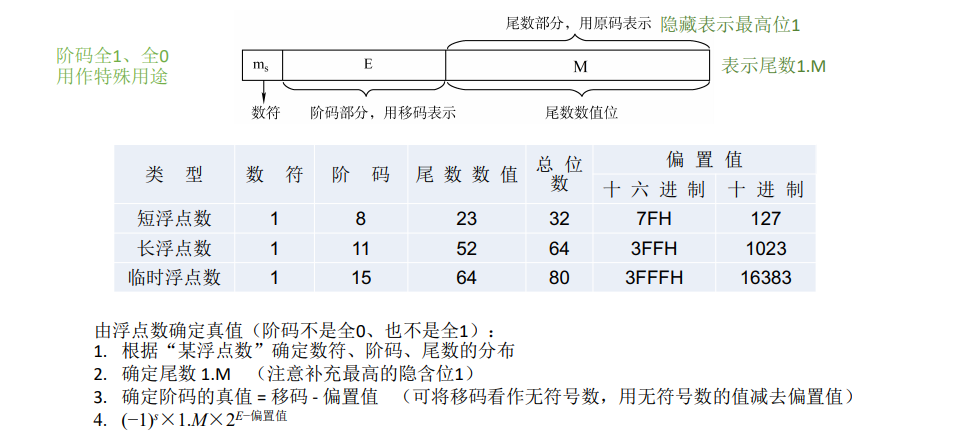 尾数部分，用原码表示 隐藏表示最高位1
阶码全1、全0
用作特殊用途
mₛ E M
表示尾数1.M
数符 阶码部分，用移码表示 尾数数值位
类 型 数 符 阶 码 尾数数值 总位数 偏置值
十六进制 十进制
短浮点数 1 8 23 32 7FH 127
长浮点数 1 11 52 64 3FFH 1023
临时浮点数 1 15 64 80 3FFFH 16383
由浮点数确定真值（阶码不是全0、也不是全1）：
1. 根据“某浮点数”确定数符、阶码、尾数的分布
2. 确定尾数 1.M （注意补充最高的隐含位1）
3. 确定阶码的真值 = 移码 - 偏置值 （可将移码看作无符号数，用无符号数的值减去偏置值）
4. (−1)ˢ×1.M×2^{E−偏置值}